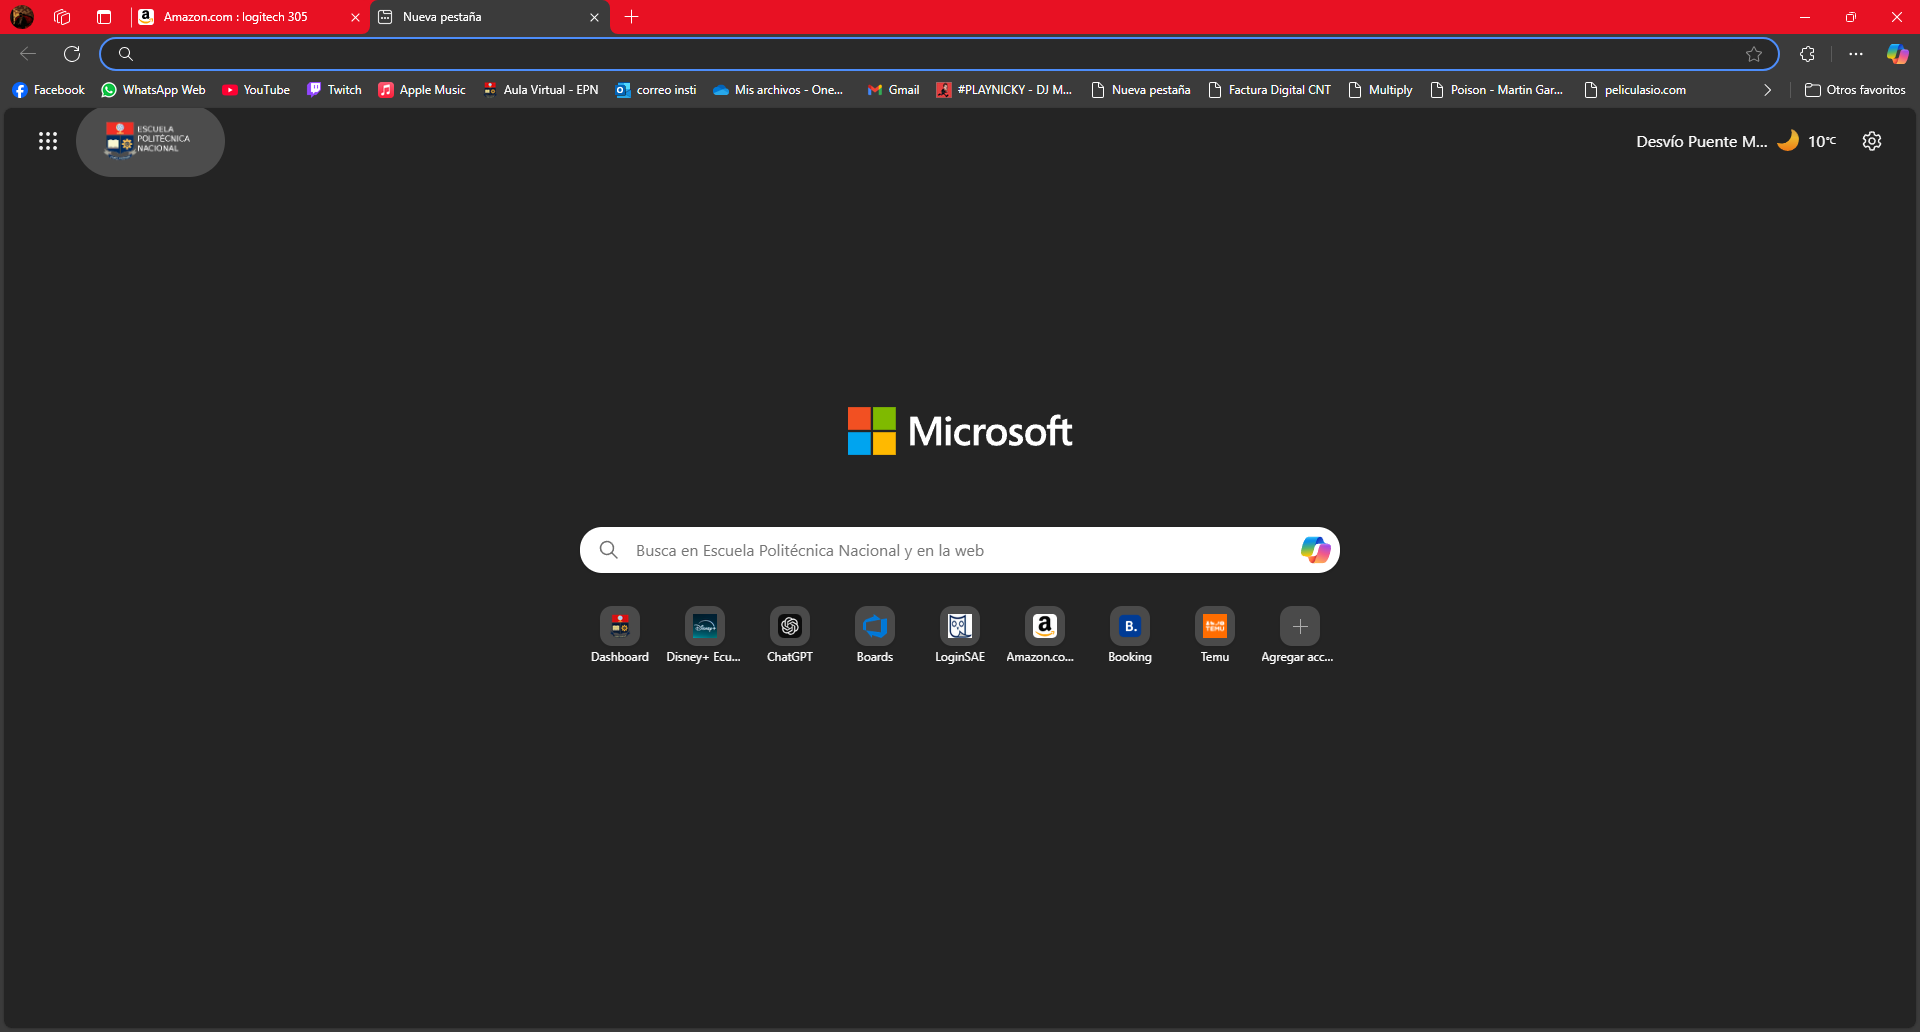 Amazon.com : logitech 305
Nueva pestaña
Facebook
WhatsApp Web
YouTube
Twitch
Apple Music
Aula Virtual - EPN
correo insti
Mis archivos - One...
Gmail
#PLAYNICKY - DJ M...
Nueva pestaña
Factura Digital CNT
Multiply
Poison - Martin Gar...
peliculasio.com
Otros favoritos
ESCUELA
POLITÉCNICA
NACIONAL
Desvío Puente M...
10°C
Microsoft
Busca en Escuela Politécnica Nacional y en la web
Dashboard
Disney+ Ecu...
ChatGPT
Boards
LoginSAE
Amazon.co...
Booking
Temu
Agregar acc...